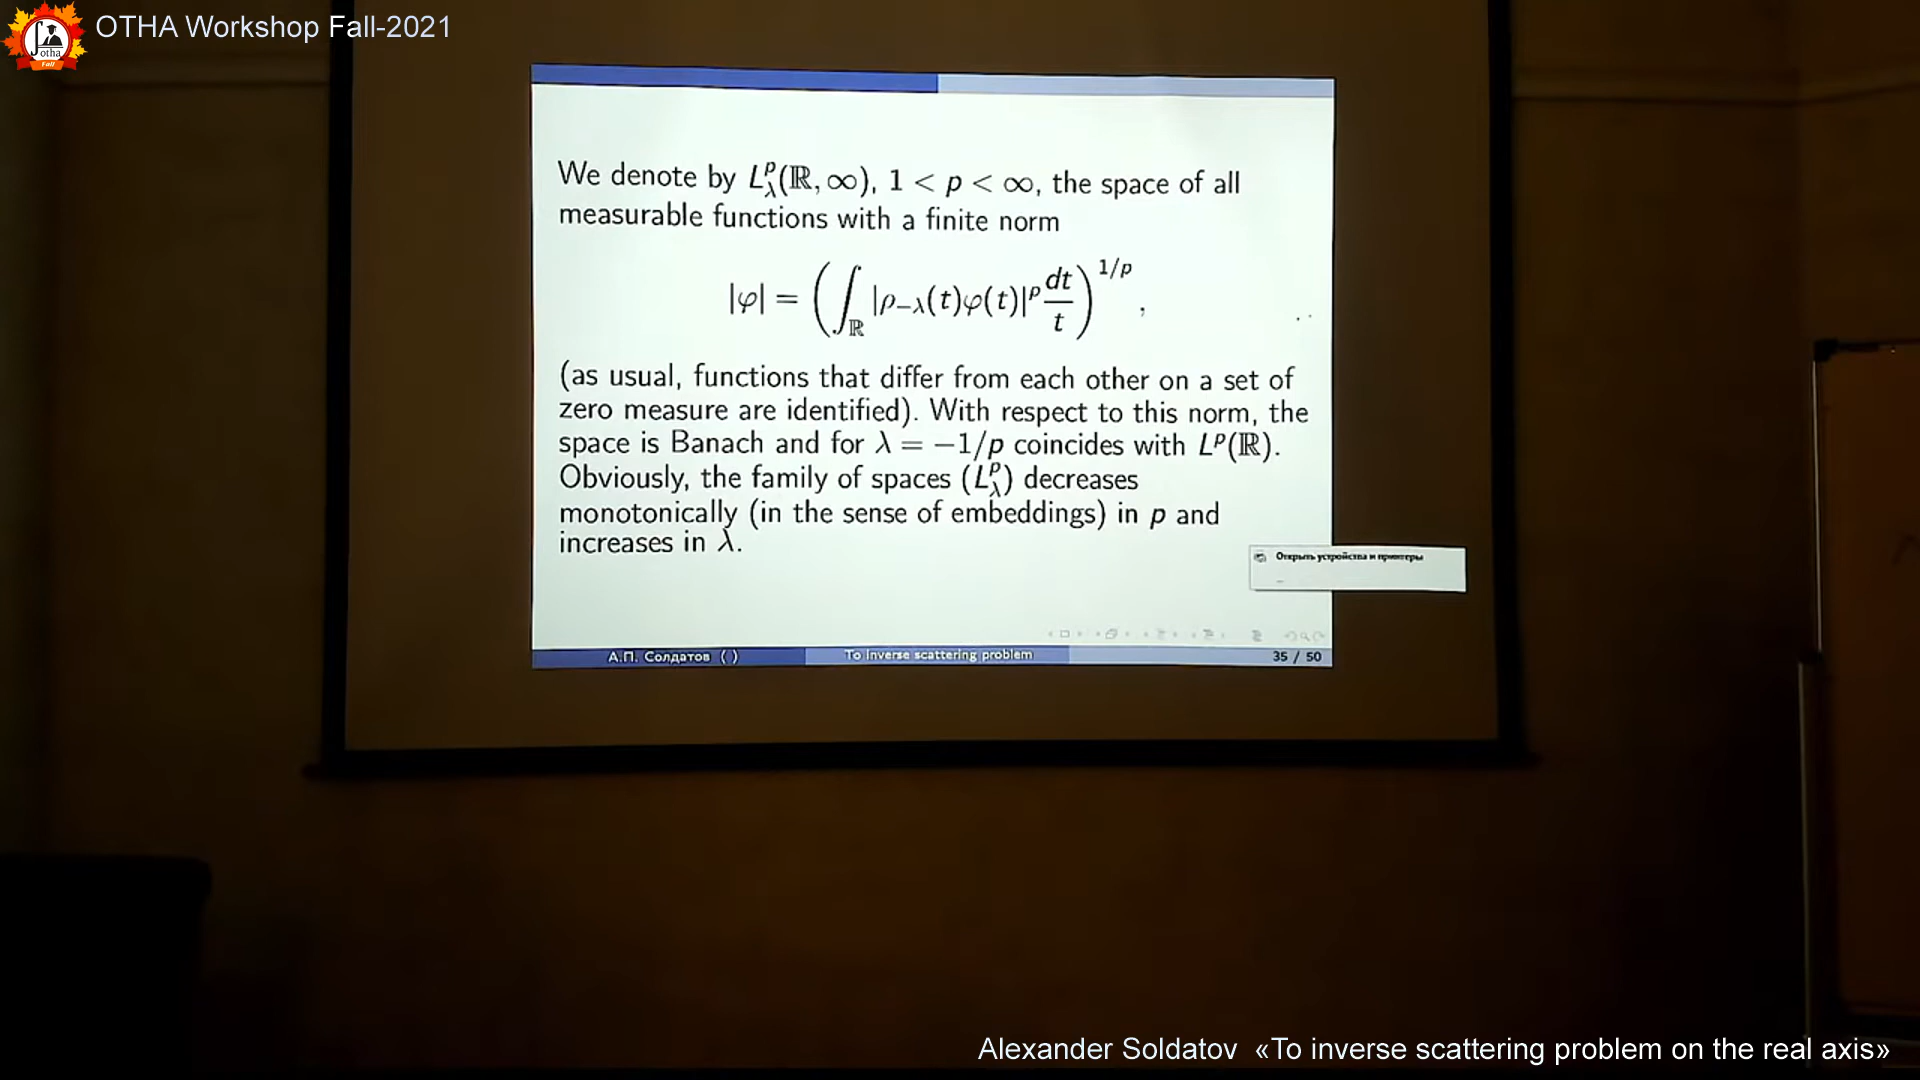 OTHA Workshop Fall-2021
otha
Fall
We denote by $L^p_\lambda(\mathbb{R}, \infty)$, $1 < p < \infty$, the space of all
measurable functions with a finite norm
$|\varphi| = \left( \int_{\mathbb{R}} |\rho_{-\lambda}(t)\varphi(t)|^p \frac{dt}{t} \right)^{1/p},$
(as usual, functions that differ from each other on a set of
zero measure are identified). With respect to this norm, the
space is Banach and for $\lambda = -1/p$ coincides with $L^p(\mathbb{R})$.
Obviously, the family of spaces $(L^p_\lambda)$ decreases
monotonically (in the sense of embeddings) in $p$ and
increases in $\lambda$.
Открыть устройства и принтеры
А.П. Солдатов ( )
To Inverse scattering problem
35 / 50
Alexander Soldatov «To inverse scattering problem on the real axis»